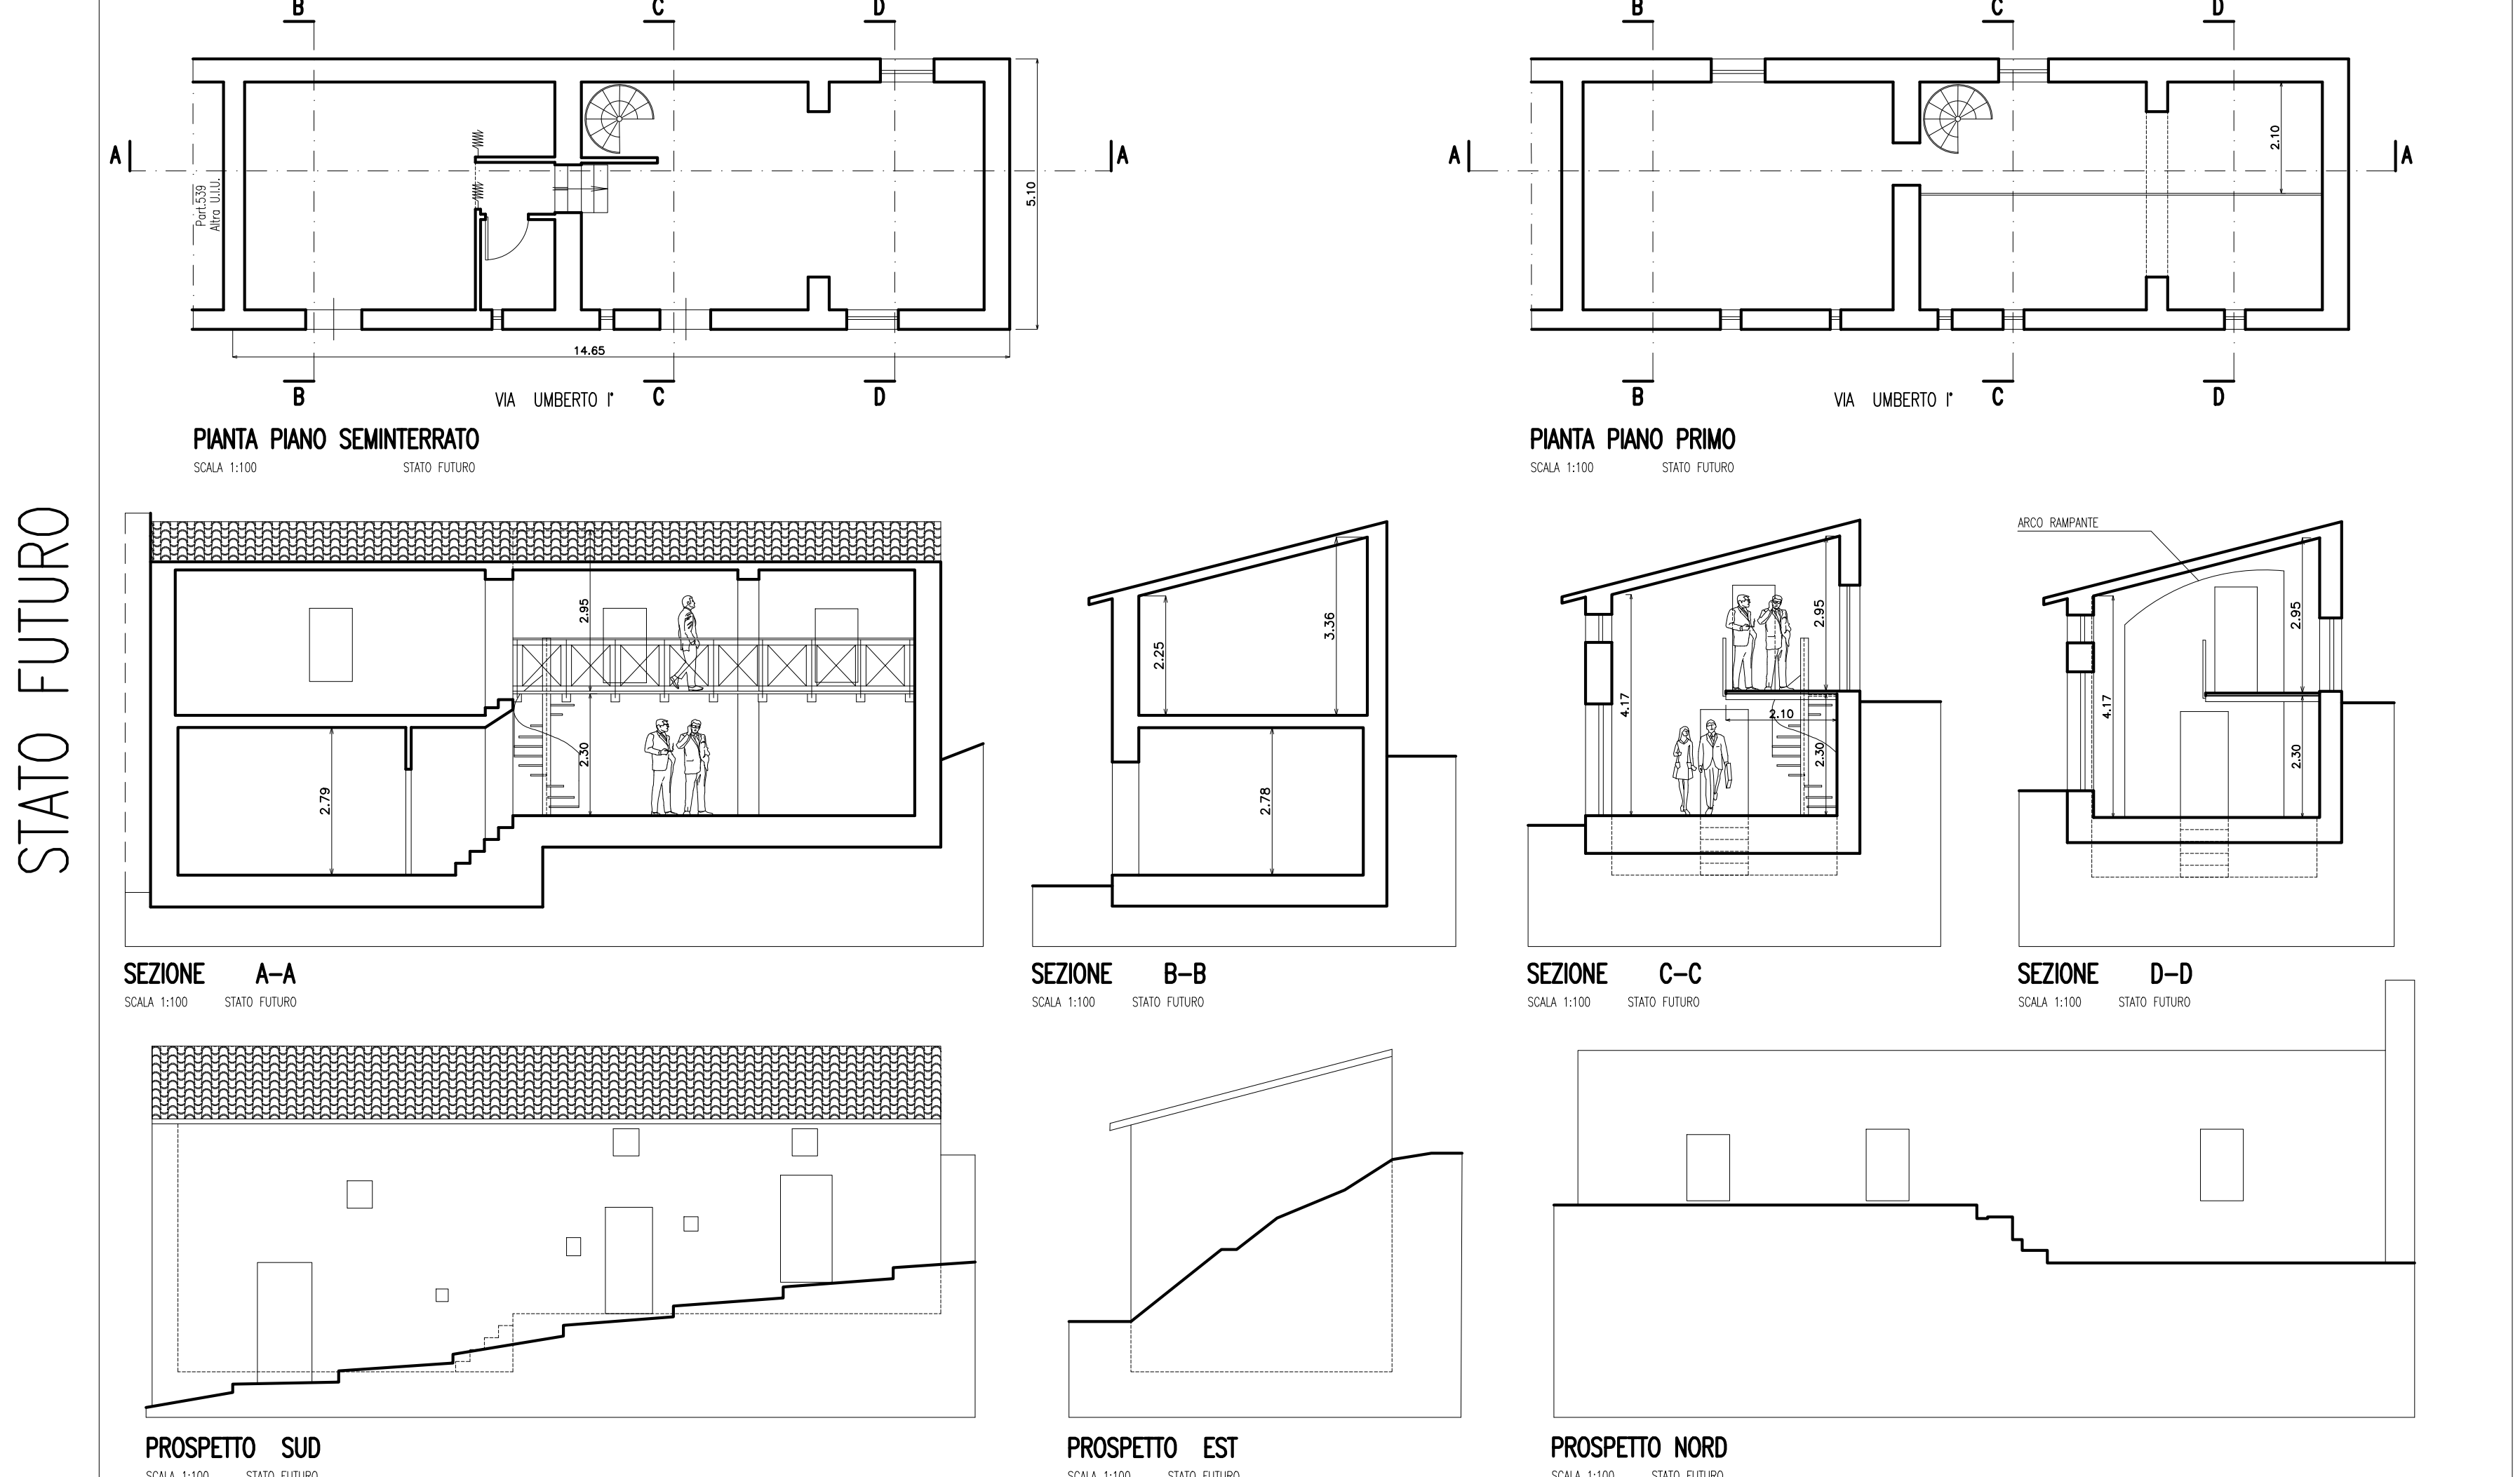 STATO FUTURO
B C D
A A
Part.539
Altra U.I.U.
5.10
14.65
B C D
VIA UMBERTO I°
PIANTA PIANO SEMINTERRATO
SCALA 1:100 STATO FUTURO
B C D
A A
2.10
B C D
VIA UMBERTO I°
PIANTA PIANO PRIMO
SCALA 1:100 STATO FUTURO
2.95
2.30
2.79
SEZIONE A-A
SCALA 1:100 STATO FUTURO
2.25
3.36
2.78
SEZIONE B-B
SCALA 1:100 STATO FUTURO
2.95
4.17
2.10
2.30
SEZIONE C-C
SCALA 1:100 STATO FUTURO
ARCO RAMPANTE
2.95
4.17
2.30
SEZIONE D-D
SCALA 1:100 STATO FUTURO
PROSPETTO SUD
SCALA 1:100 STATO FUTURO
PROSPETTO EST
SCALA 1:100 STATO FUTURO
PROSPETTO NORD
SCALA 1:100 STATO FUTURO